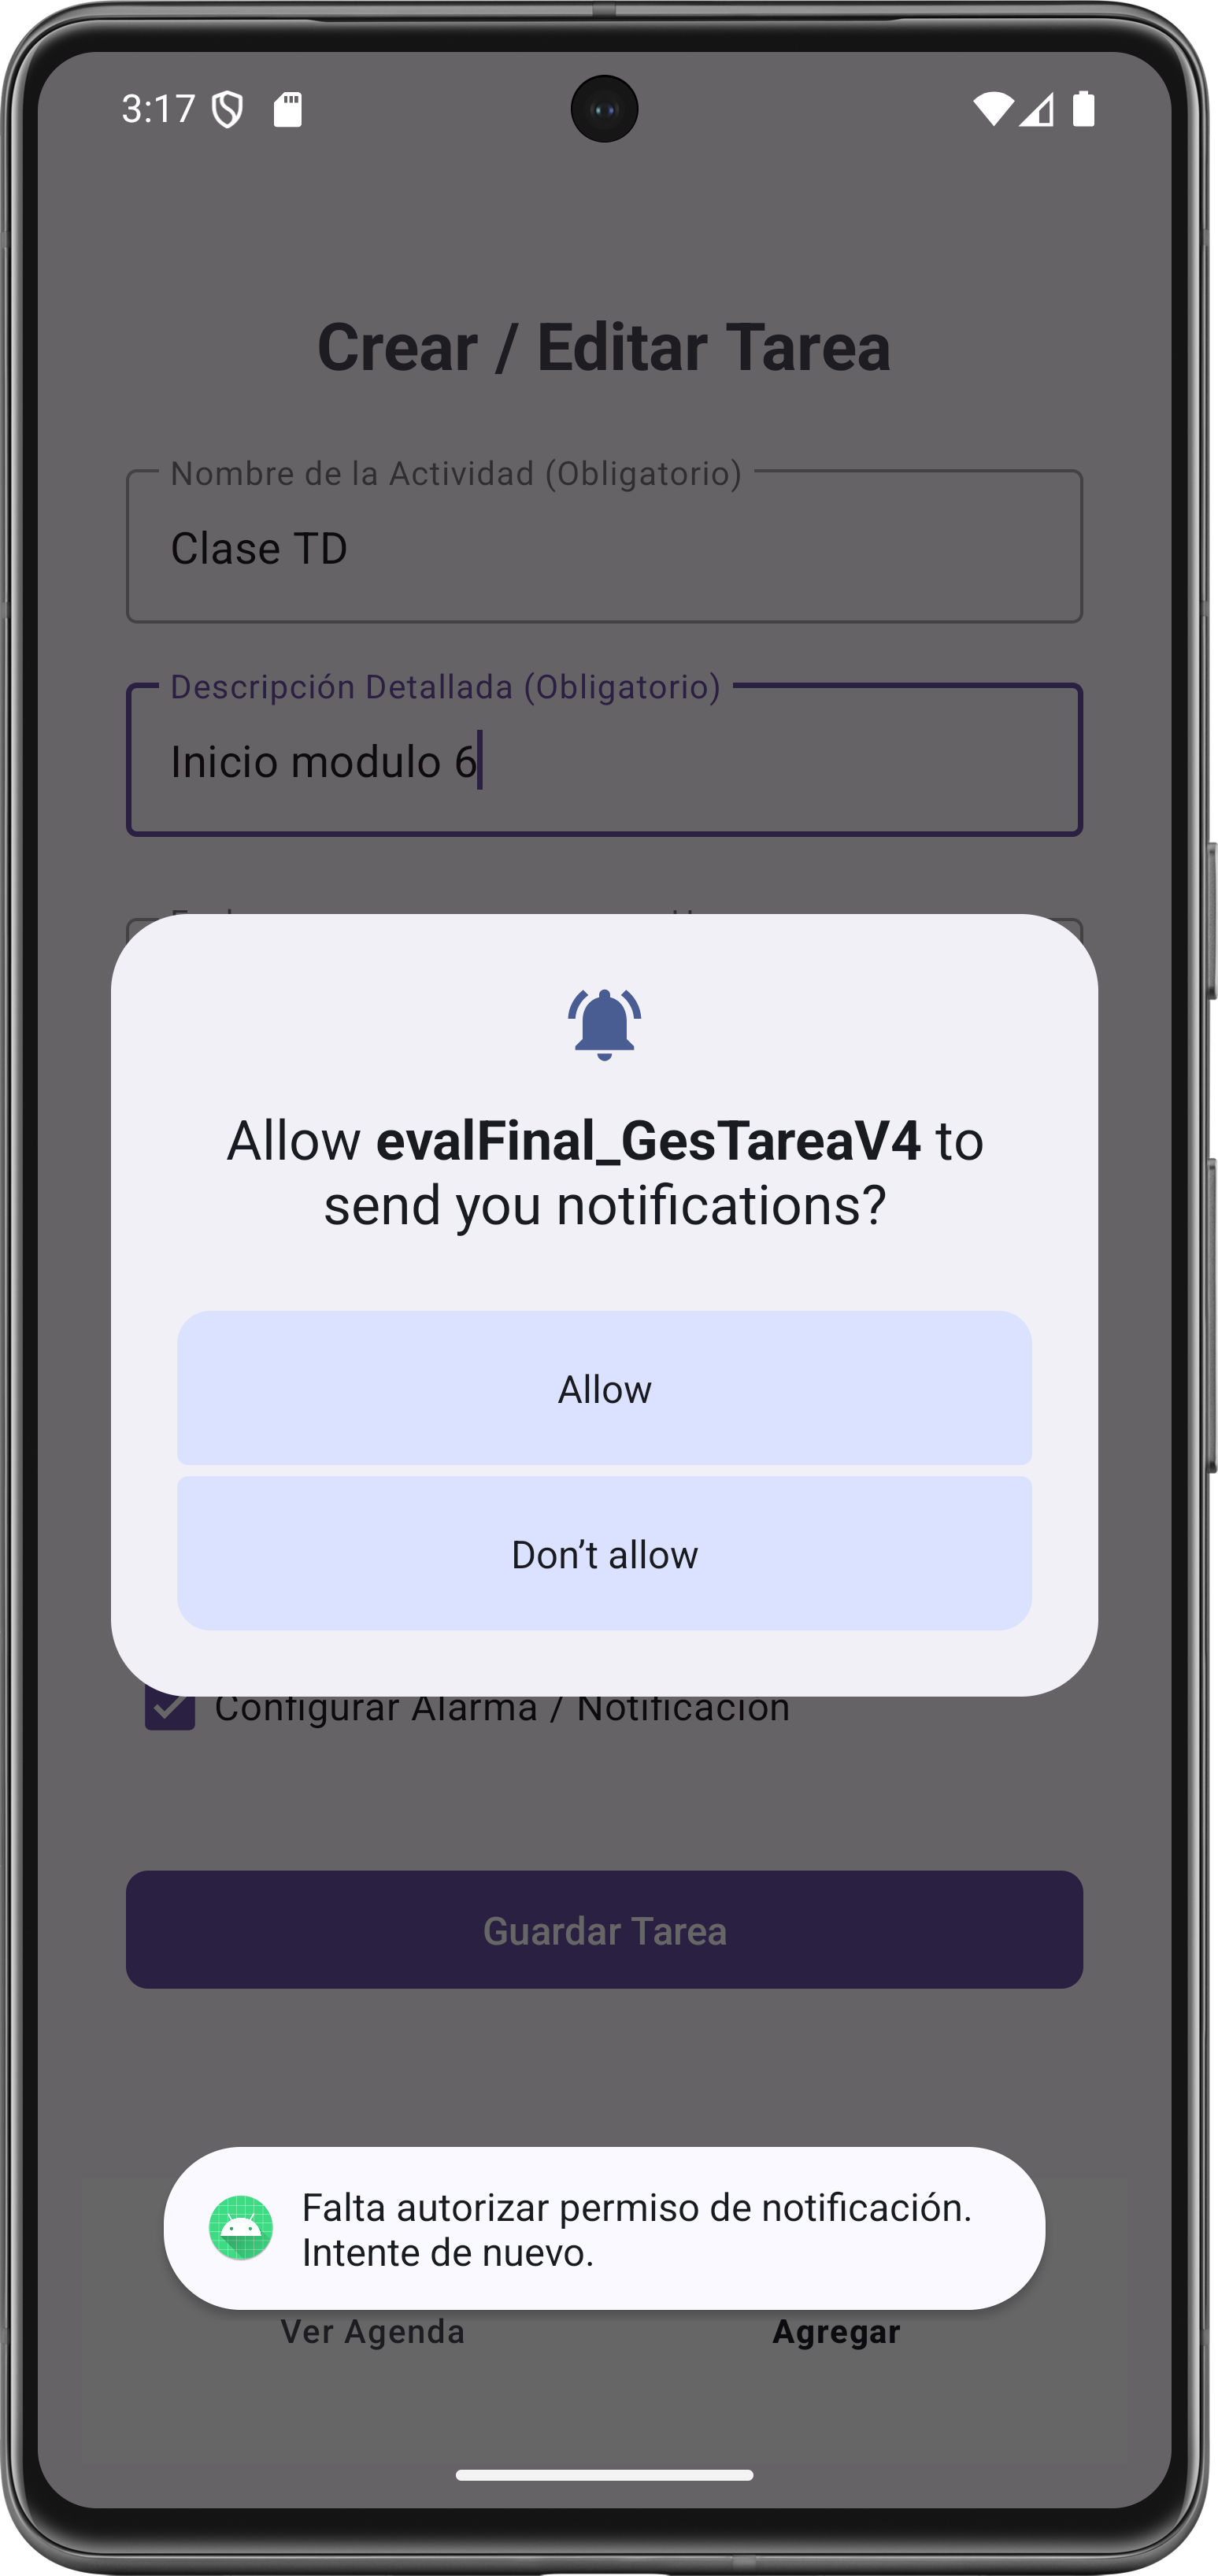 3:17
Crear / Editar Tarea
Nombre de la Actividad (Obligatorio)
Clase TD
Descripción Detallada (Obligatorio)
Inicio modulo 6
Allow evalFinal_GesTareaV4 to
send you notifications?
Allow
Don’t allow
Configurar Alarma / Notificación
Guardar Tarea
Falta autorizar permiso de notificación.
Intente de nuevo.
Ver Agenda
Agregar